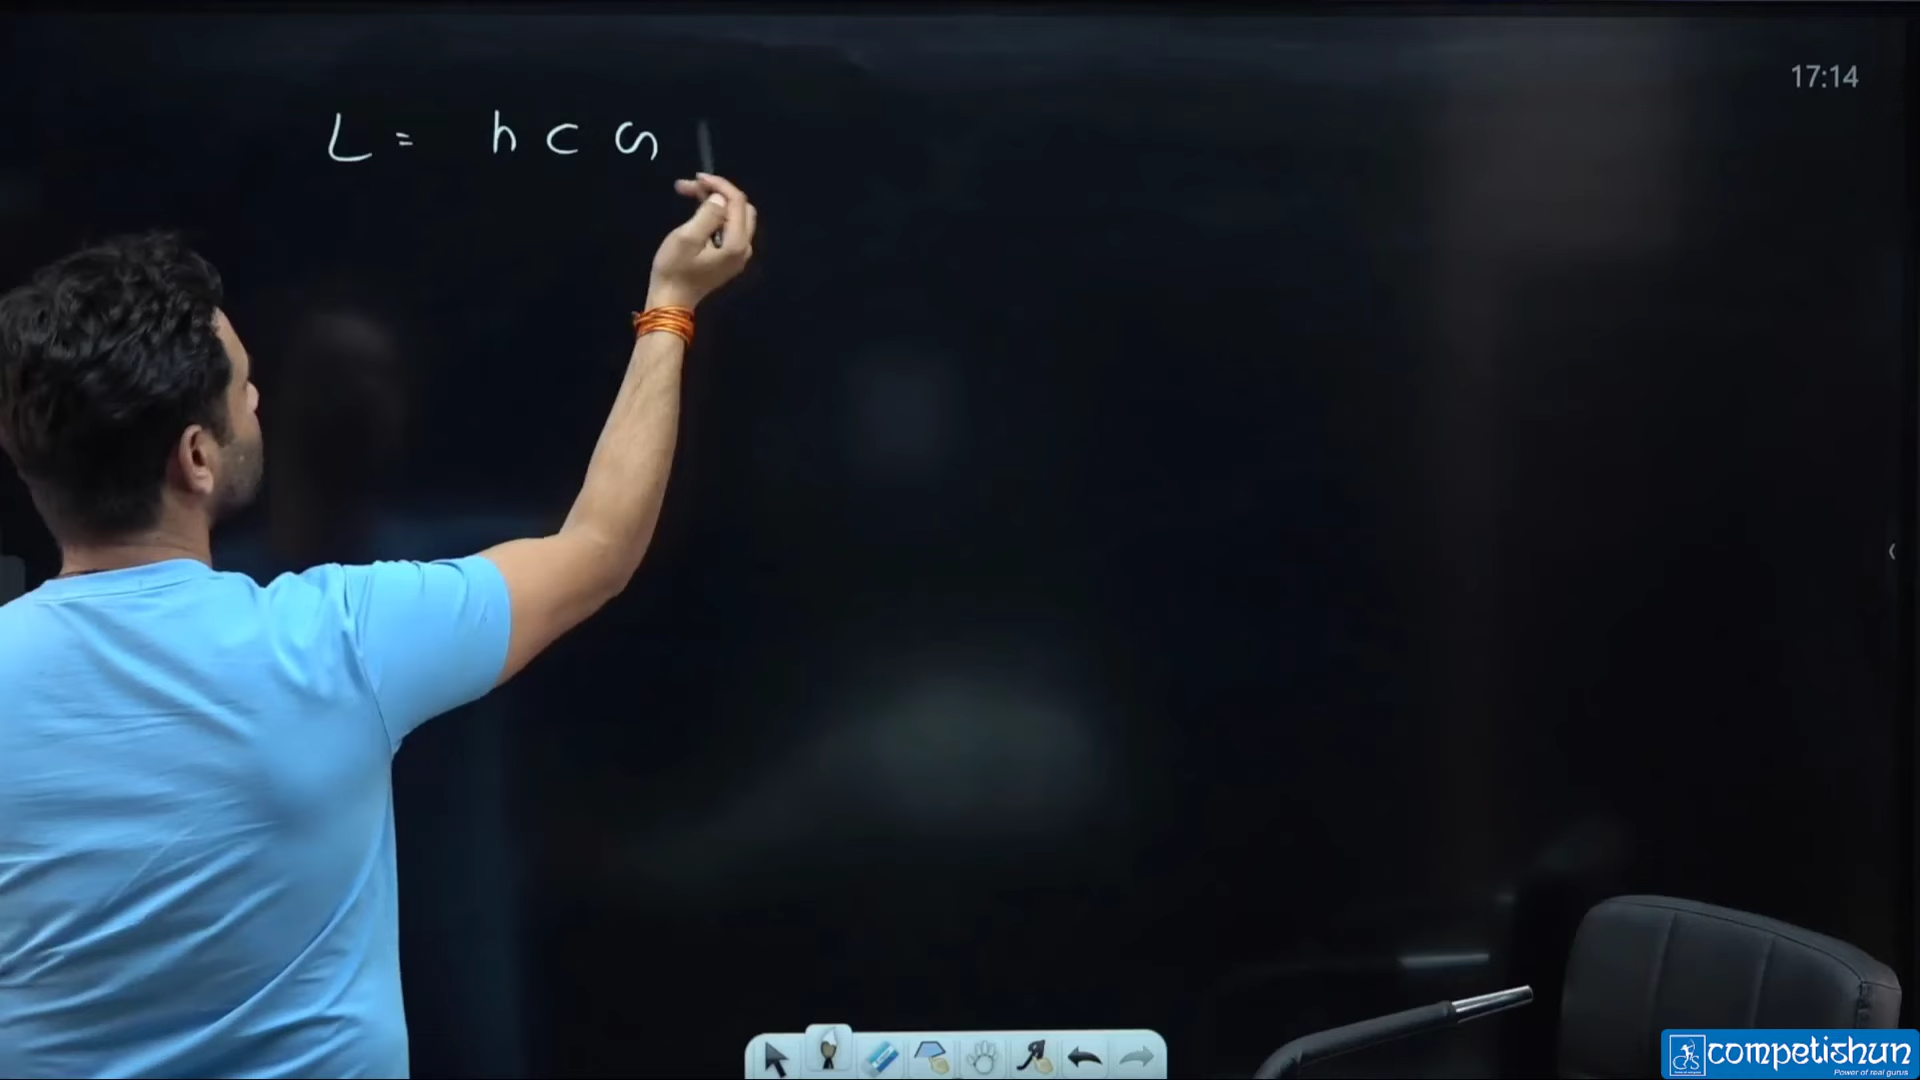 17:14
L = h c G
competishun
Power of real gurus